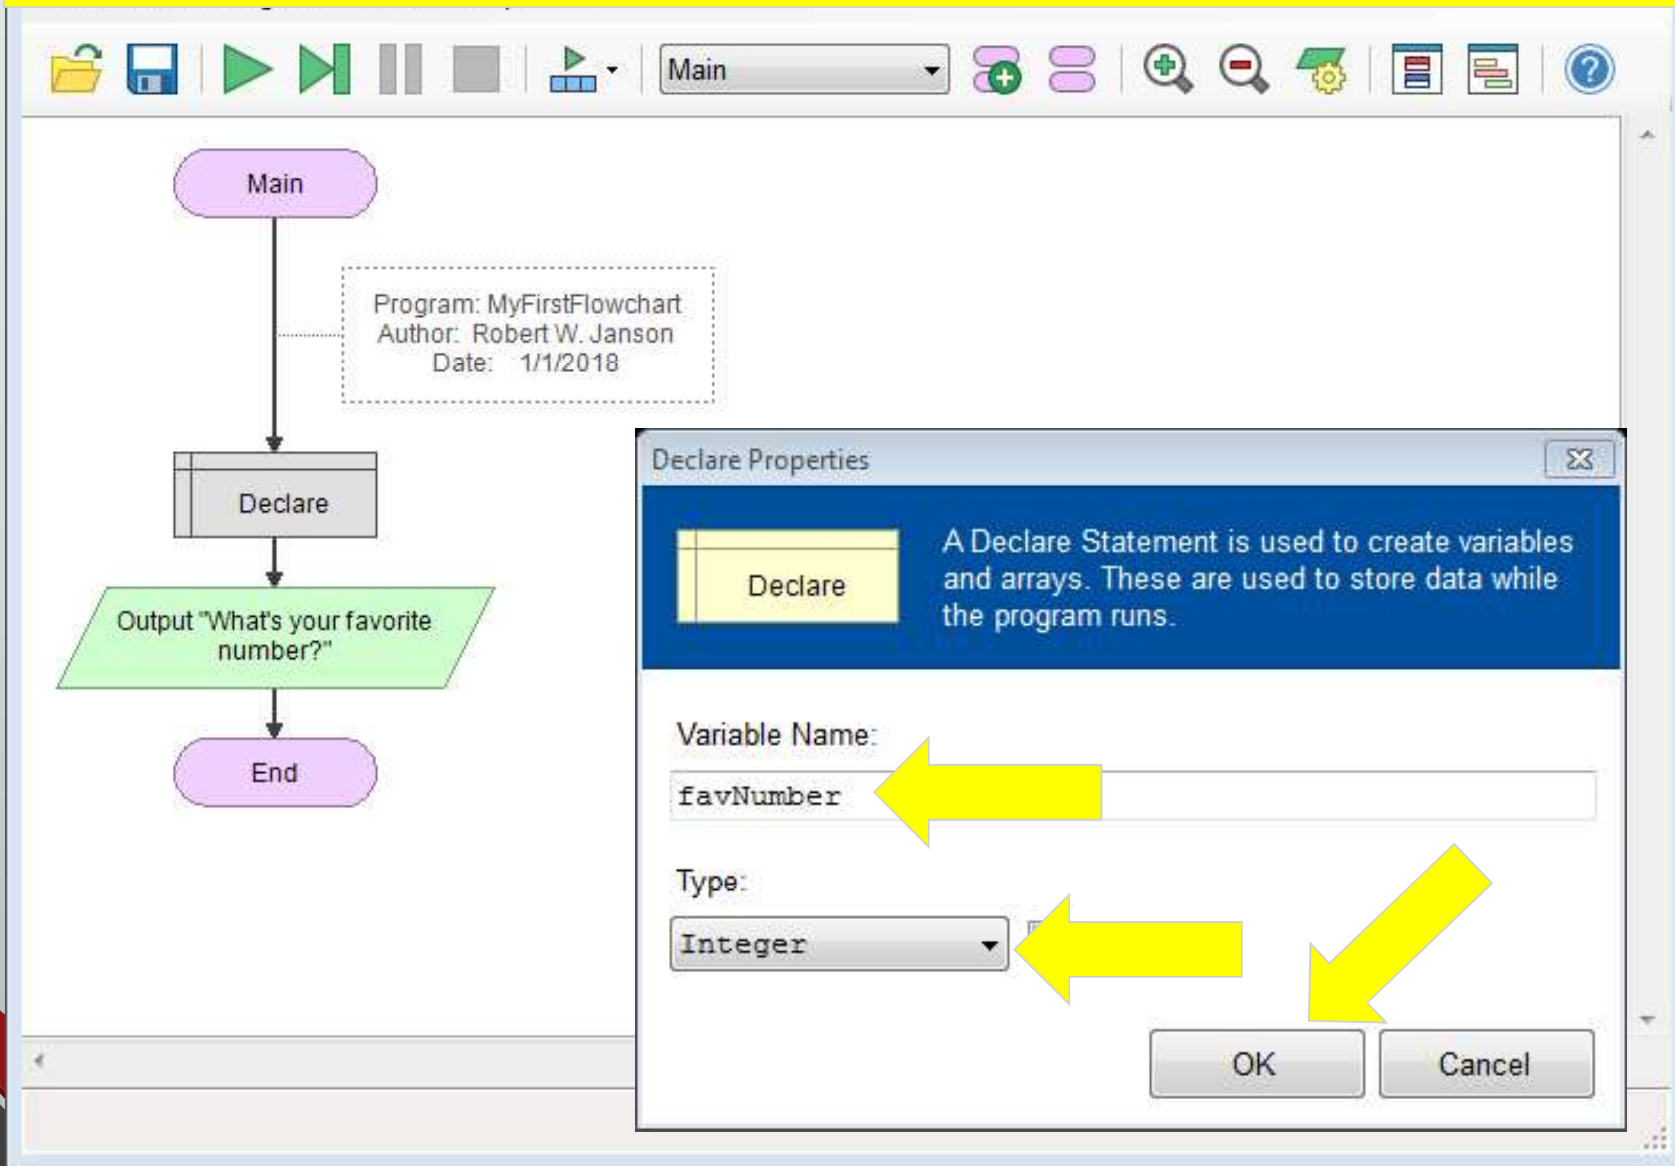 Main
Main
Program: MyFirstFlowchart
Author: Robert W. Janson
Date: 1/1/2018
Declare
Output "What's your favorite
number?"
End
Declare Properties
Declare
A Declare Statement is used to create variables
and arrays. These are used to store data while
the program runs.
Variable Name:
favNumber
Type:
Integer
OK
Cancel